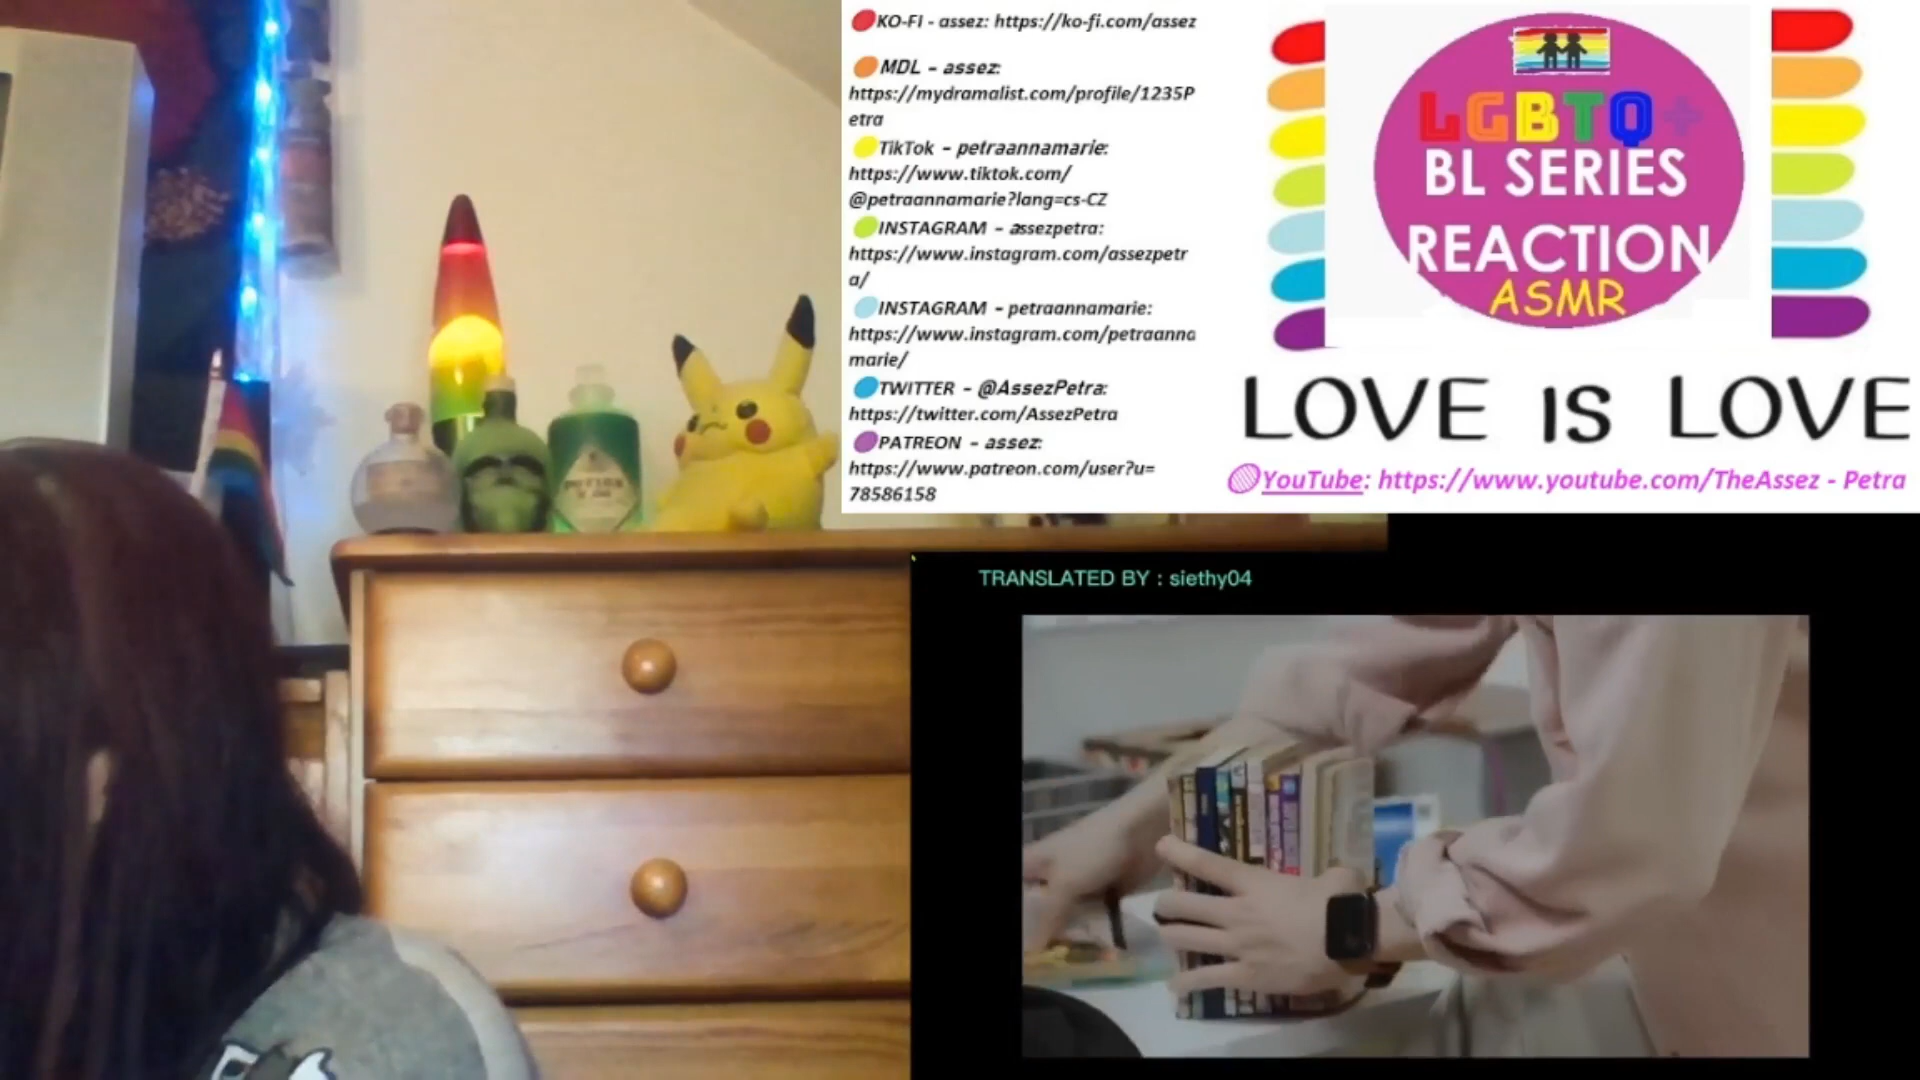 KO-FI - assez: https://ko-fi.com/assez
MDL - assez:
https://mydramalist.com/profile/1235P
etra
TikTok - petraannamarie:
https://www.tiktok.com/
@petraannamarie?lang=cs-CZ
INSTAGRAM - assezpetra:
https://www.instagram.com/assezpetr
a/
INSTAGRAM - petraannamarie:
https://www.instagram.com/petraanna
marie/
TWITTER - @AssezPetra:
https://twitter.com/AssezPetra
PATREON - assez:
https://www.patreon.com/user?u=
78586158
LGBTQ+
BL SERIES
REACTION
ASMR
LOVE IS LOVE
YouTube: https://www.youtube.com/TheAssez - Petra
TRANSLATED BY : siethy04